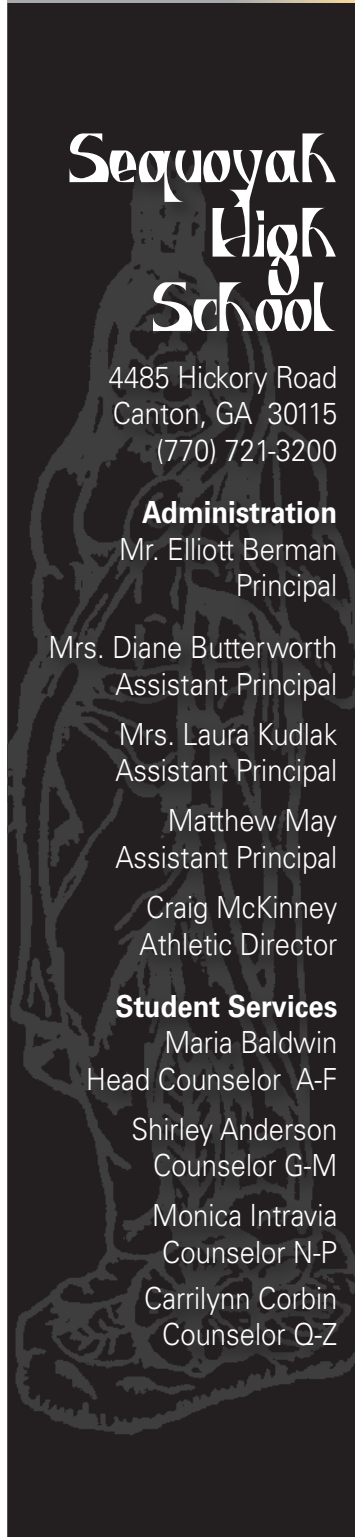 Sequoyah
High
School
4485 Hickory Road
Canton, GA  30115
(770) 721-3200
Administration
Mr. Elliott Berman
Principal
Mrs. Diane Butterworth
Assistant Principal
Mrs. Laura Kudlak
Assistant Principal
Matthew May
Assistant Principal
Craig McKinney
Athletic Director
Student Services
Maria Baldwin
Head Counselor  A-F
Shirley Anderson
Counselor G-M
Monica Intravia
Counselor N-P
Carrilynn Corbin
Counselor Q-Z